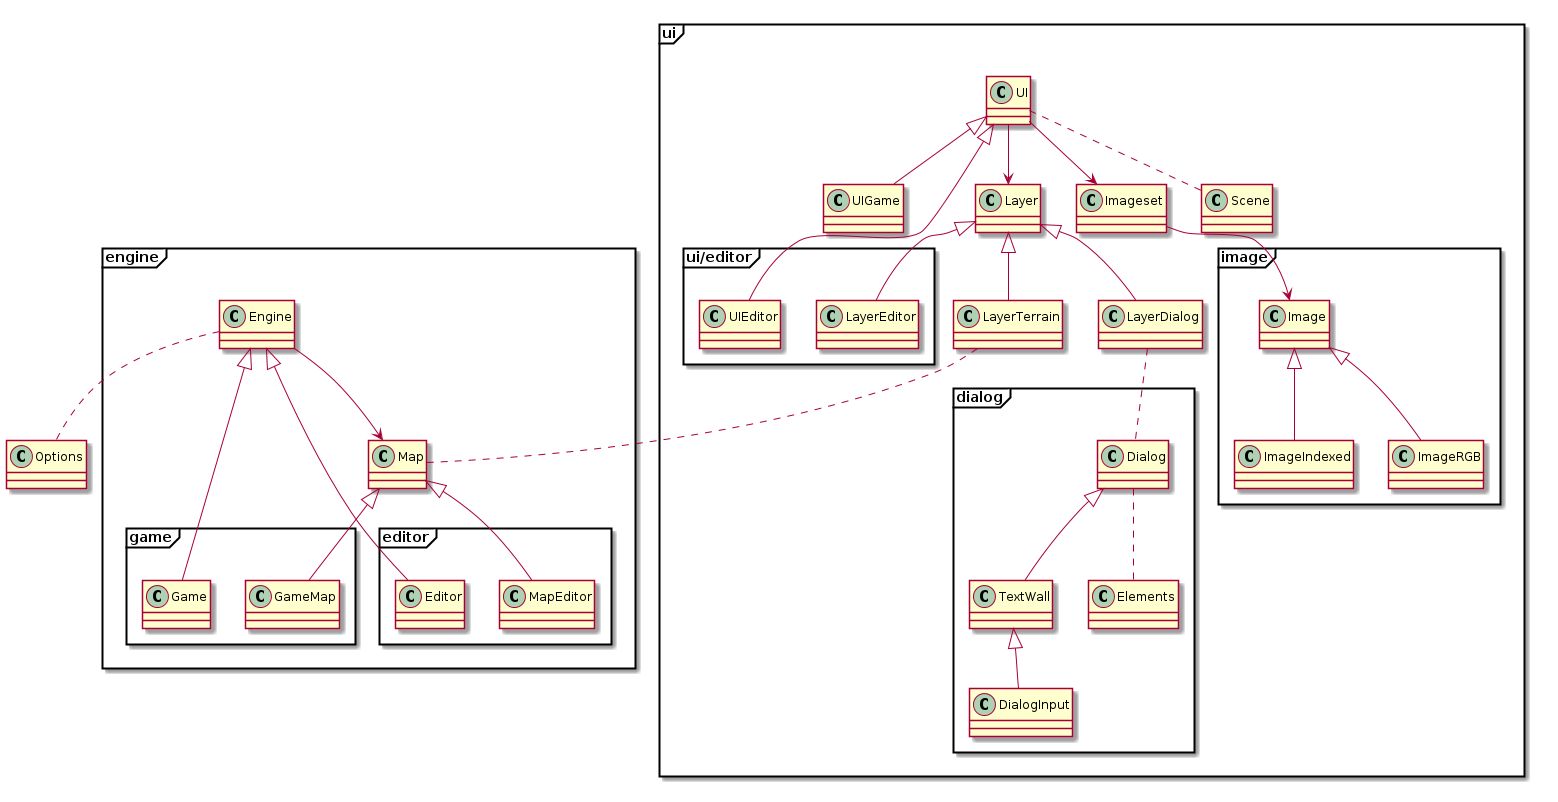 ui
C UI
C UIGame
C Layer
C Imageset
C Scene
engine
ui/editor
image
C Engine
C UIEditor
C LayerEditor
C LayerTerrain
C LayerDialog
C Image
dialog
C Options
C Map
C Dialog
C ImageIndexed
C ImageRGB
game
editor
C Game
C GameMap
C Editor
C MapEditor
C TextWall
C Elements
C DialogInput